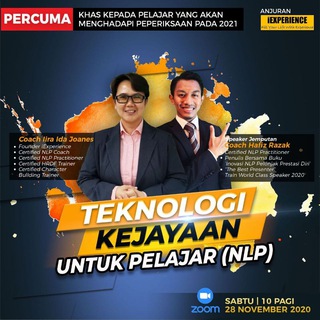 PERCUMA
KHAS KEPADA PELAJAR YANG AKAN
MENGHADAPI PEPERIKSAAN PADA 2021
ANJURAN
IEXPERIENCE
Coach Iira Ida Joanes
• Founder iExperience
• Certified NLP Coach
• Certified NLP Practitioner
• Certified HRDF Trainer
• Certified Character
Building Trainer
Speaker Jemputan
Coach Hafiz Razak
Certified NLP Practitioner
Penulis Bersama Buku
'Inovasi NLP Peternak Prestasi Diri'
'The Best Presenter'
Train World Class Speaker 2020'
TEKNOLOGI
KEJAYAAN
UNTUK PELAJAR (NLP)
zoom
SABTU | 10 PAGI
28 NOVEMBER 2020